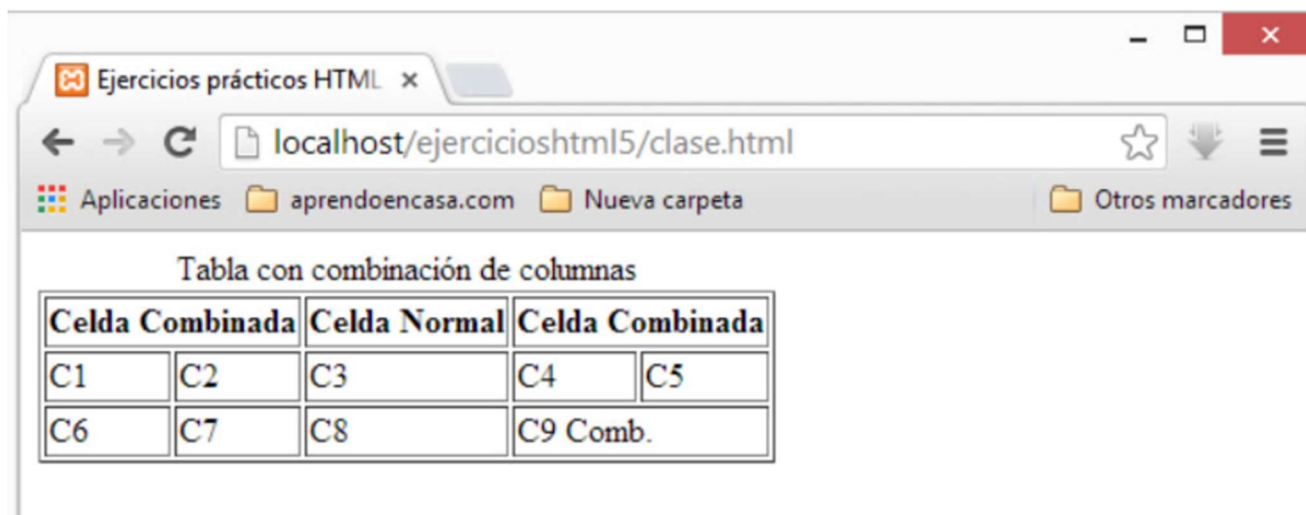 Ejercicios prácticos HTML
localhost/ejercicioshtml5/clase.html
Aplicaciones aprendoencasa.com Nueva carpeta Otros marcadores
Tabla con combinación de columnas
Celda Combinada Celda Normal Celda Combinada
C1 C2 C3 C4 C5
C6 C7 C8 C9 Comb.